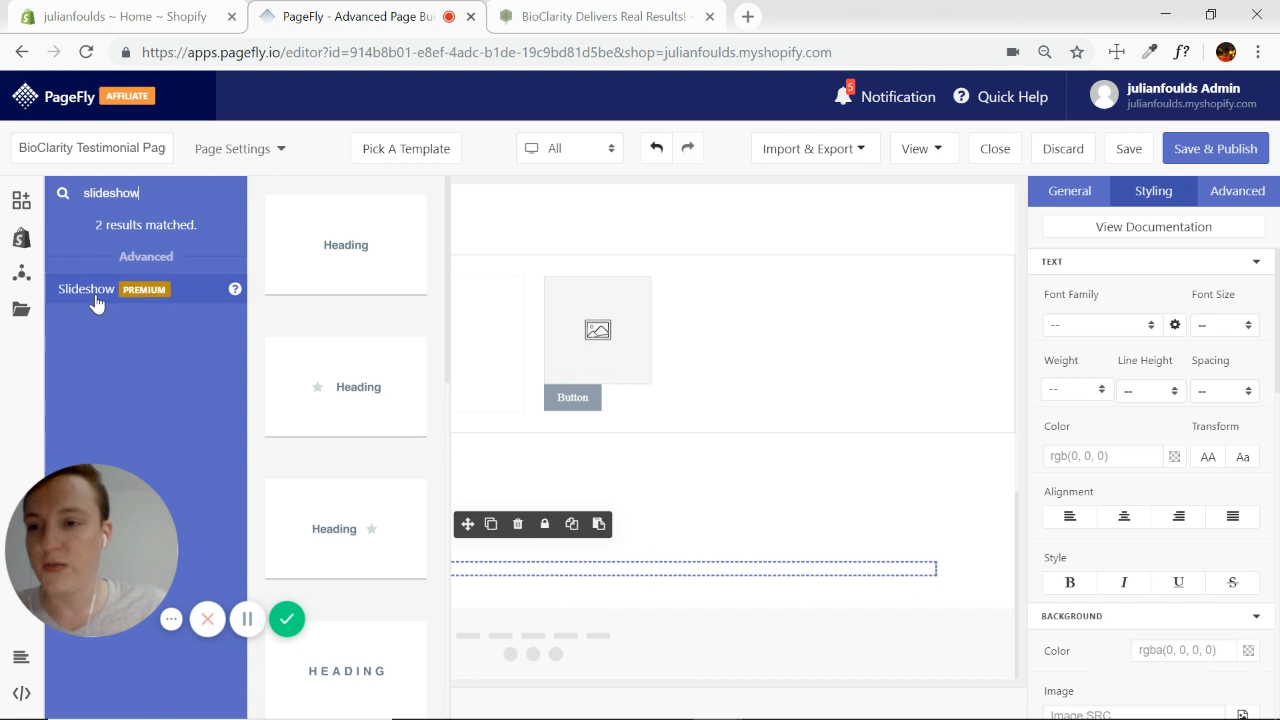 julianfoulds ~ Home ~ Shopify
PageFly - Advanced Page Bu
BioClarity Delivers Real Results! -
https://apps.pagefly.io/editor?id=914b8b01-e8ef-4adc-b1de-19c9bd81d5be&shop=julianfoulds.myshopify.com
f?
PageFly AFFILIATE
5
Notification
Quick Help
julianfoulds Admin
julianfoulds.myshopify.com
BioClarity Testimonial Pag
Page Settings
Pick A Template
All
Import & Export
View
Close
Discard
Save
Save & Publish
slideshow
2 results matched.
Advanced
Slideshow PREMIUM
Heading
Heading
Heading
HEADING
Button
General
Styling
Advanced
View Documentation
TEXT
Font Family
Font Size
--
--
Weight
Line Height
Spacing
--
--
--
Color
Transform
rgb(0, 0, 0)
AA
Aa
Alignment
Style
B
I
U
S
BACKGROUND
Color
rgba(0, 0, 0, 0)
Image
Image SRC